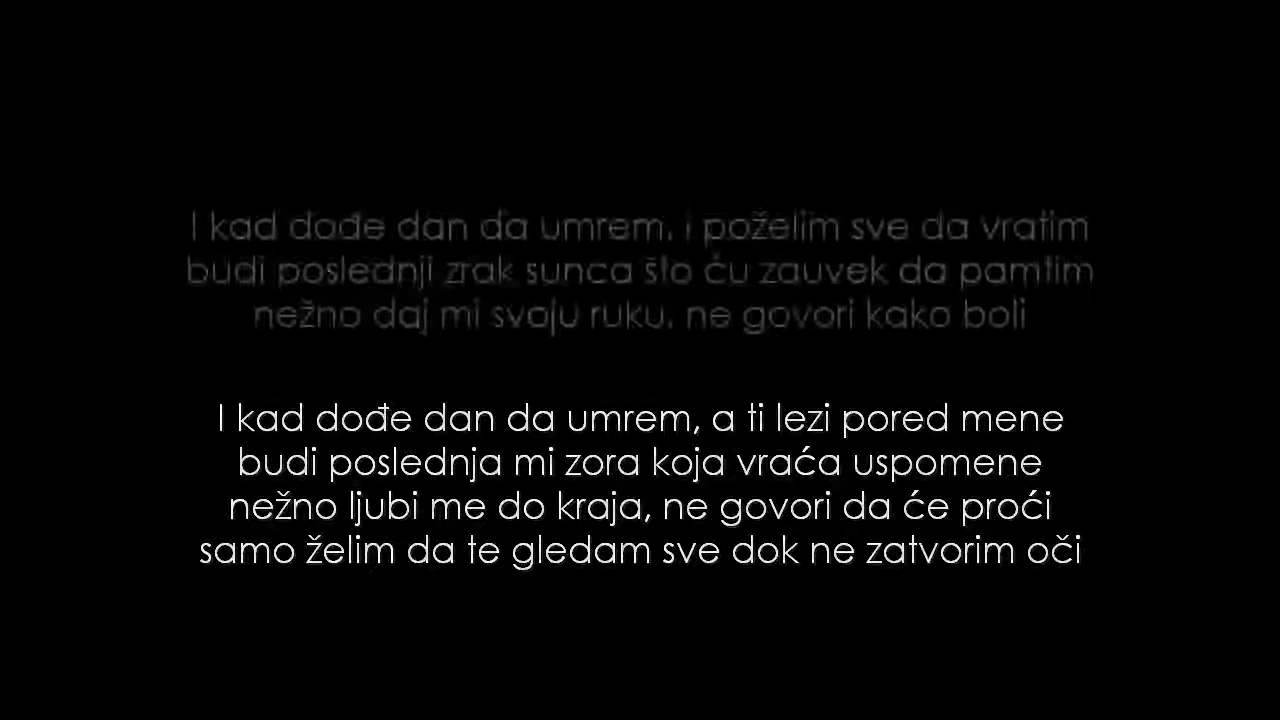 I kad dođe dan da umrem, i poželim sve da vratim
budi poslednji zrak sunca što ću zauvek da pamtim
nežno daj mi svoju ruku, ne govori kako boli
I kad dođe dan da umrem, a ti lezi pored mene
budi poslednja mi zora koja vraća uspomene
nežno ljubi me do kraja, ne govori da će proći
samo želim da te gledam sve dok ne zatvorim oči